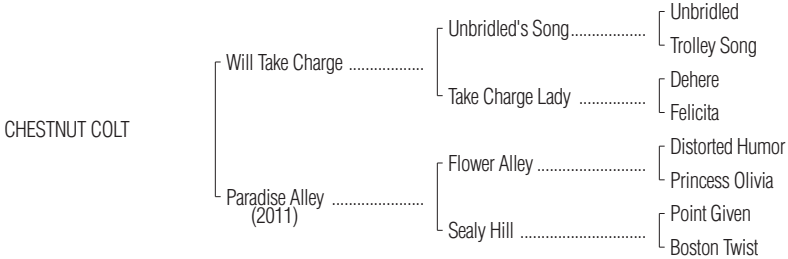 Unbridled
Unbridled's Song..................
Trolley Song
Will Take Charge ..................
Dehere
Take Charge Lady ................
Felicita
CHESTNUT COLT
Distorted Humor
Flower Alley ..........................
Princess Olivia
Paradise Alley ......................
(2011)
Point Given
Sealy Hill ..............................
Boston Twist